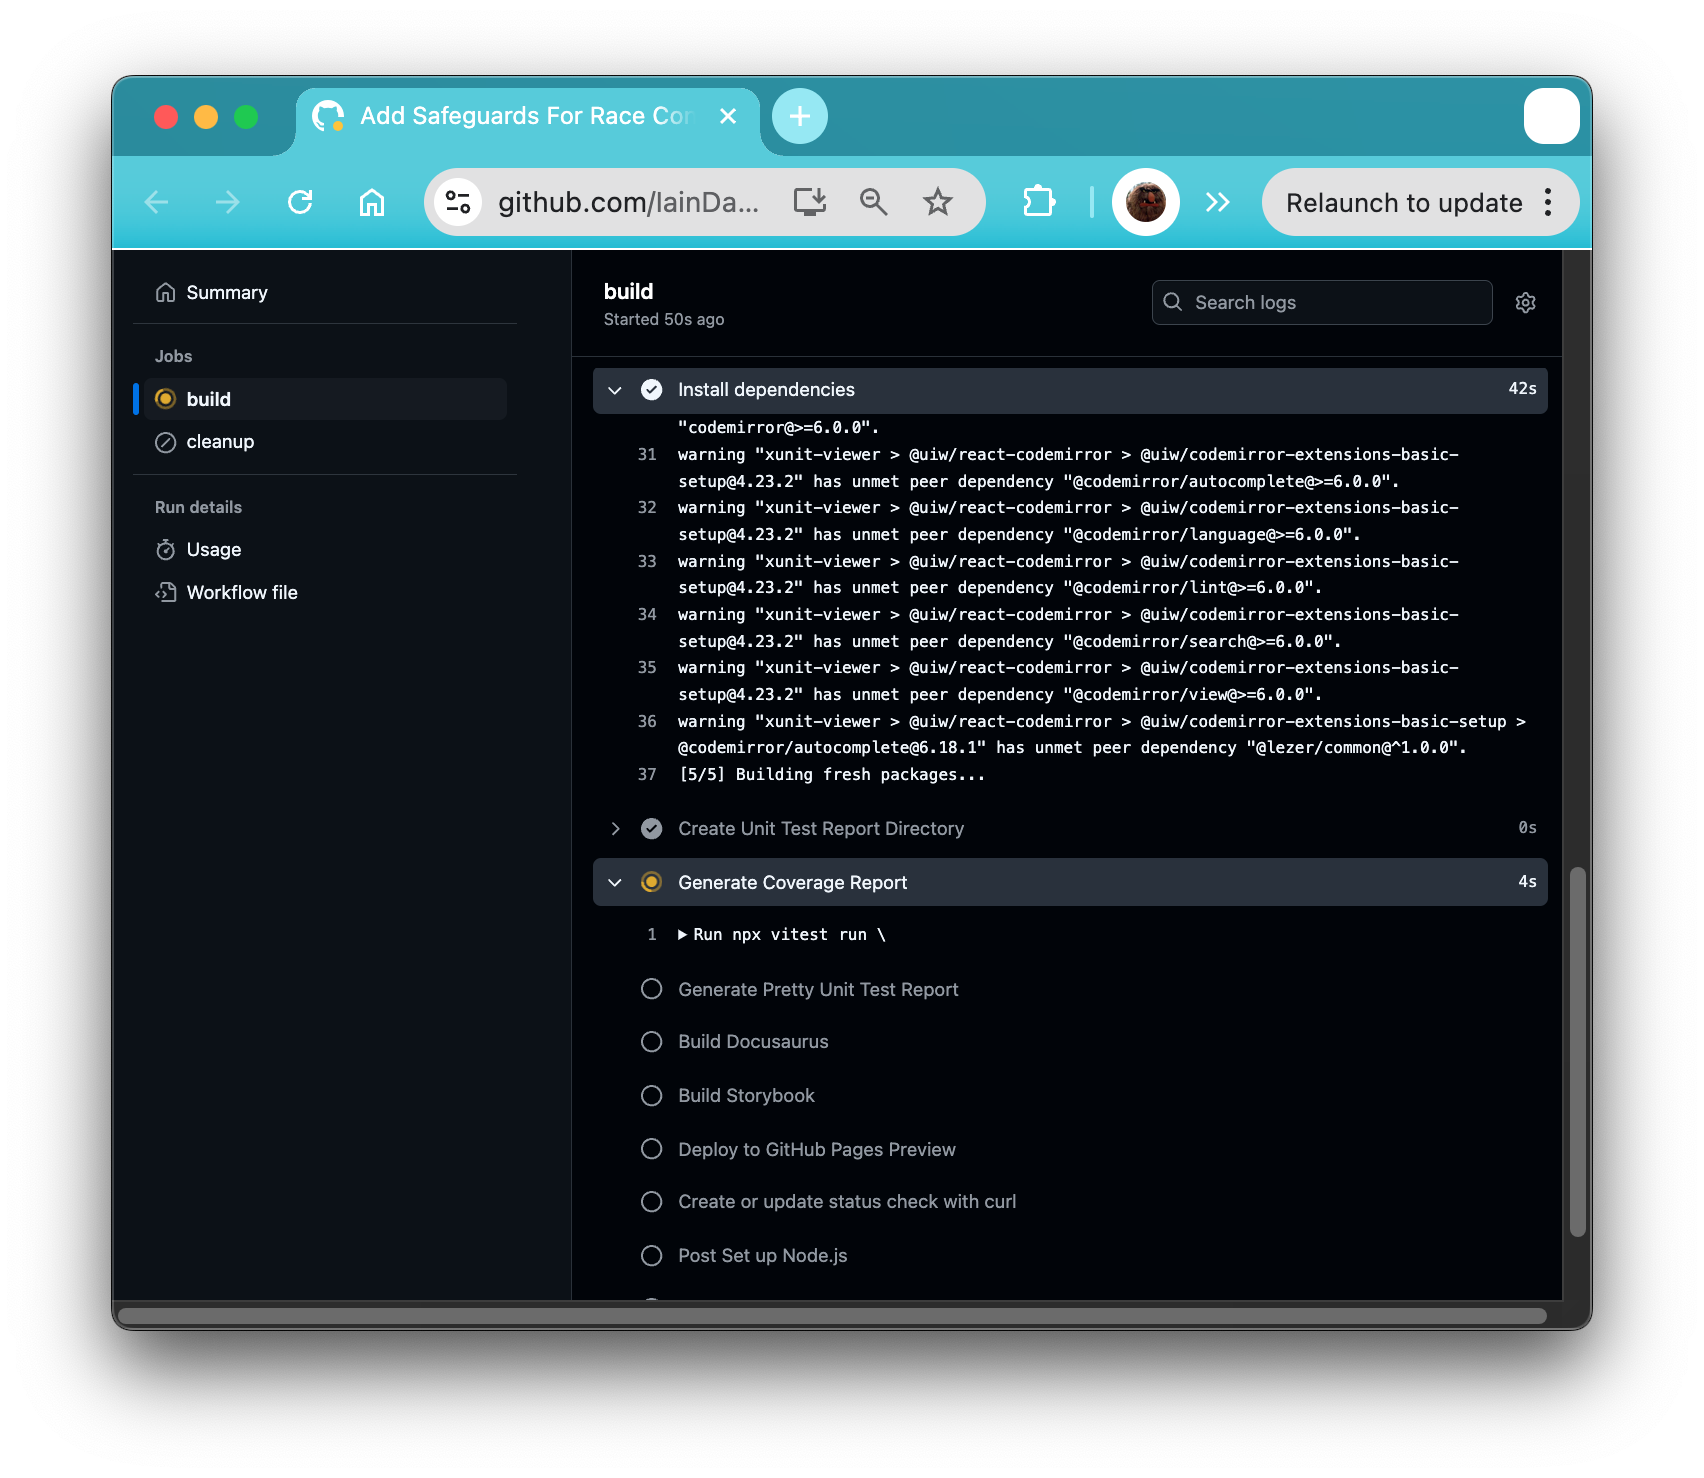 Add Safeguards For Race Con
github.com/IainDa...
Relaunch to update
Summary
Jobs
build
cleanup
Run details
Usage
Workflow file
build
Started 50s ago
Search logs
Install dependencies 42s
"codemirror@>=6.0.0".
31 warning "xunit-viewer > @uiw/react-codemirror > @uiw/codemirror-extensions-basic-
setup@4.23.2" has unmet peer dependency "@codemirror/autocomplete@>=6.0.0".
32 warning "xunit-viewer > @uiw/react-codemirror > @uiw/codemirror-extensions-basic-
setup@4.23.2" has unmet peer dependency "@codemirror/language@>=6.0.0".
33 warning "xunit-viewer > @uiw/react-codemirror > @uiw/codemirror-extensions-basic-
setup@4.23.2" has unmet peer dependency "@codemirror/lint@>=6.0.0".
34 warning "xunit-viewer > @uiw/react-codemirror > @uiw/codemirror-extensions-basic-
setup@4.23.2" has unmet peer dependency "@codemirror/search@>=6.0.0".
35 warning "xunit-viewer > @uiw/react-codemirror > @uiw/codemirror-extensions-basic-
setup@4.23.2" has unmet peer dependency "@codemirror/view@>=6.0.0".
36 warning "xunit-viewer > @uiw/react-codemirror > @uiw/codemirror-extensions-basic-setup >
@codemirror/autocomplete@6.18.1" has unmet peer dependency "@lezer/common@^1.0.0".
37 [5/5] Building fresh packages...
Create Unit Test Report Directory 0s
Generate Coverage Report 4s
1 Run npx vitest run \
Generate Pretty Unit Test Report
Build Docusaurus
Build Storybook
Deploy to GitHub Pages Preview
Create or update status check with curl
Post Set up Node.js